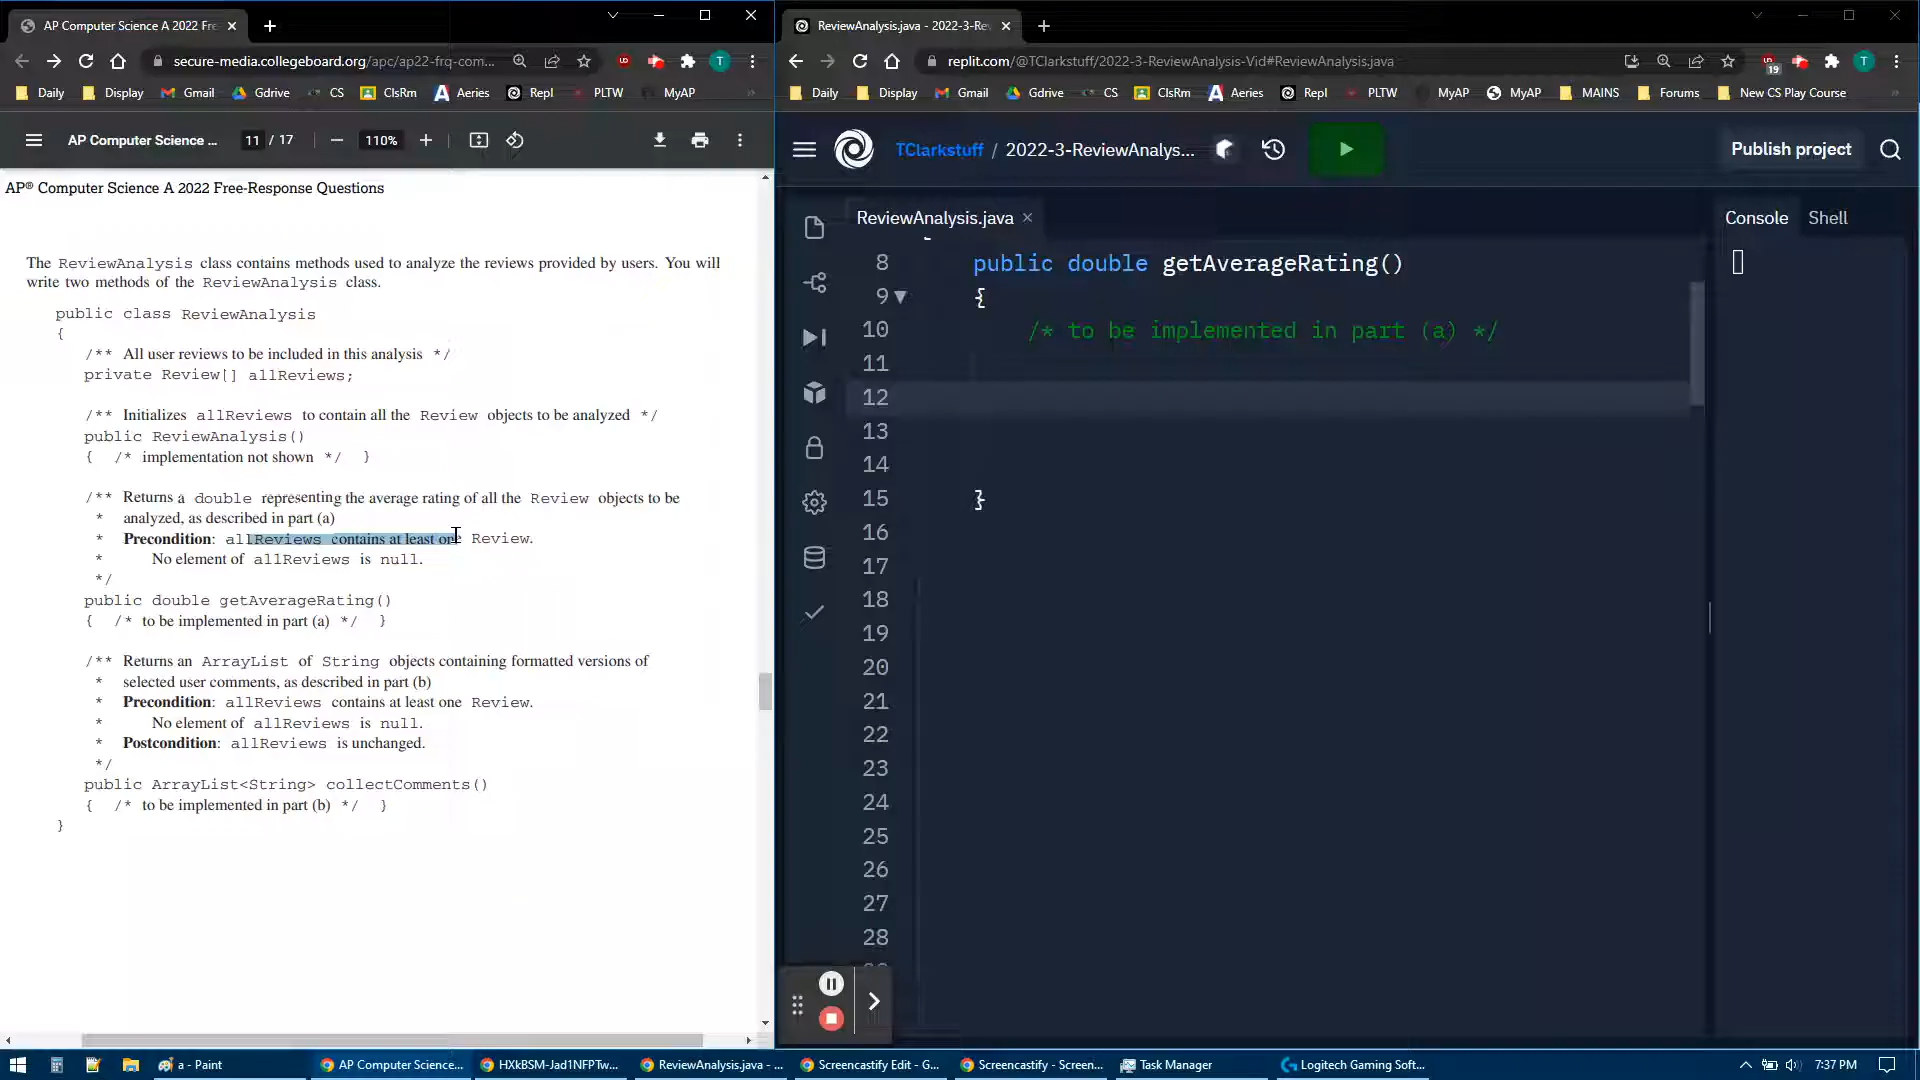 AP Computer Science A 2022 Fre
ReviewAnalysis.java - 2022-3-Re
secure-media.collegeboard.org/apc/ap22-frq-com...
T
replit.com/@TClarkstuff/2022-3-ReviewAnalysis-Vid#ReviewAnalysis.java
19
T
Daily Display Gmail Gdrive CS ClsRm Aeries Repl PLTW MyAP »
Daily Display Gmail Gdrive CS ClsRm Aeries Repl PLTW MyAP MyAP MAINS Forums New CS Play Course
AP Computer Science ... 11 / 17 110%
TClarkstuff / 2022-3-ReviewAnalys... Publish project
AP® Computer Science A 2022 Free-Response Questions
The ReviewAnalysis class contains methods used to analyze the reviews provided by users. You will
write two methods of the ReviewAnalysis class.
public class ReviewAnalysis
{
/** All user reviews to be included in this analysis */
private Review[] allReviews;
/** Initializes allReviews to contain all the Review objects to be analyzed */
public ReviewAnalysis()
{ /* implementation not shown */ }
/** Returns a double representing the average rating of all the Review objects to be
* analyzed, as described in part (a)
* Precondition: allReviews contains at least one Review.
* No element of allReviews is null.
*/
public double getAverageRating()
{ /* to be implemented in part (a) */ }
/** Returns an ArrayList of String objects containing formatted versions of
* selected user comments, as described in part (b)
* Precondition: allReviews contains at least one Review.
* No element of allReviews is null.
* Postcondition: allReviews is unchanged.
*/
public ArrayList<String> collectComments()
{ /* to be implemented in part (b) */ }
}
ReviewAnalysis.java ×
Console Shell
8 public double getAverageRating()
9 {
10 /* to be implemented in part (a) */
11
12
13
14
15 }
16
17
18
19
20
21
22
23
24
25
26
27
28
a - Paint AP Computer Science... HXkBSM-Jad1NFPTw... ReviewAnalysis.java - ... Screencastify Edit - G... Screencastify - Screen... Task Manager Logitech Gaming Soft... 7:37 PM